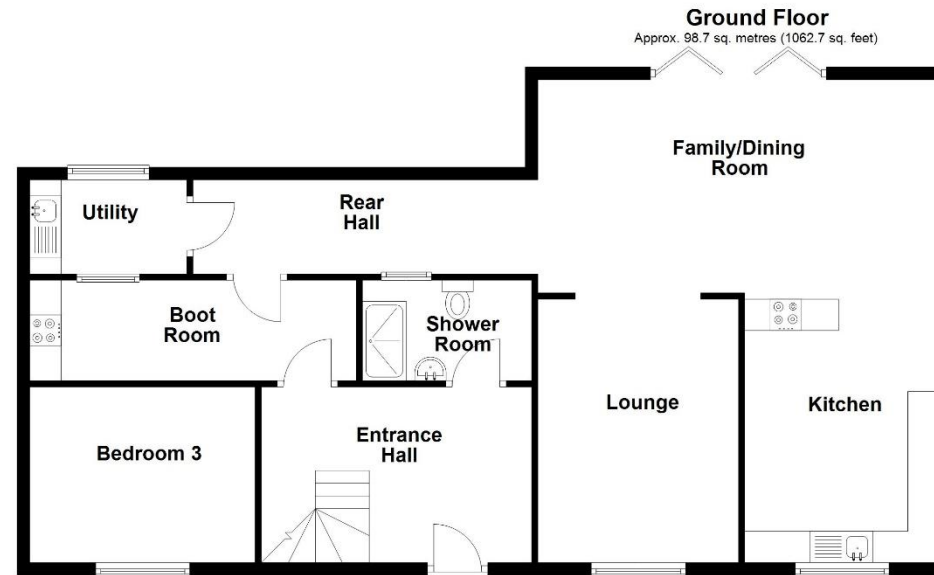 Ground Floor
Approx. 98.7 sq. metres (1062.7 sq. feet)
Family/Dining
Room
Utility
Rear
Hall
Boot
Room
Shower
Room
Lounge
Kitchen
Bedroom 3
Entrance
Hall